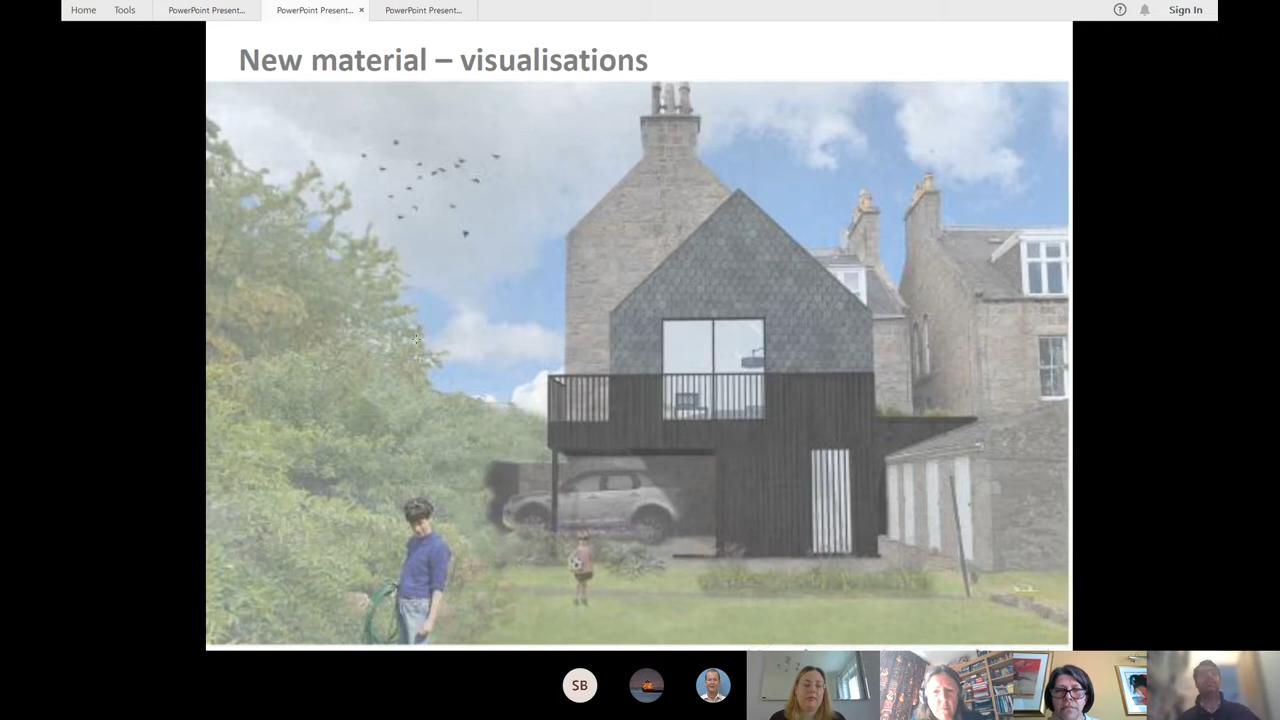 Home Tools PowerPoint Present... PowerPoint Present... × PowerPoint Present... ? Sign In
New material – visualisations
SB